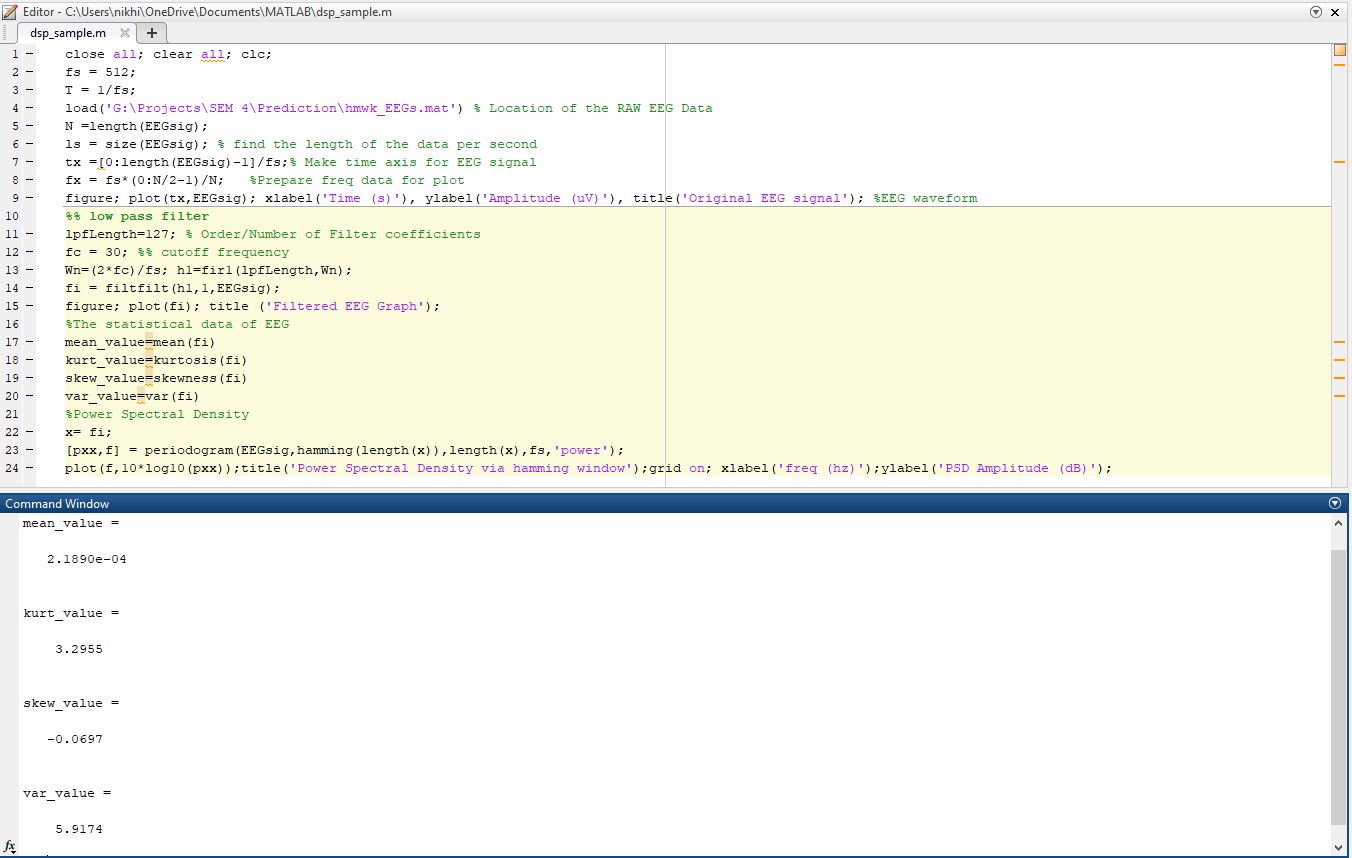 Editor - C:\Users\nikhi\OneDrive\Documents\MATLAB\dsp_sample.m
dsp_sample.m
1 close all; clear all; clc;
2 fs = 512;
3 T = 1/fs;
4 load('G:\Projects\SEM 4\Prediction\hmwk_EEGs.mat') % Location of the RAW EEG Data
5 N =length(EEGsig);
6 ls = size(EEGsig); % find the length of the data per second
7 tx =[0:length(EEGsig)-1]/fs;% Make time axis for EEG signal
8 fx = fs*(0:N/2-1)/N; %Prepare freq data for plot
9 figure; plot(tx,EEGsig); xlabel('Time (s)'), ylabel('Amplitude (uV)'), title('Original EEG signal'); %EEG waveform
10 %% low pass filter
11 lpfLength=127; % Order/Number of Filter coefficients
12 fc = 30; %% cutoff frequency
13 Wn=(2*fc)/fs; h1=fir1(lpfLength,Wn);
14 fi = filtfilt(h1,1,EEGsig);
15 figure; plot(fi); title ('Filtered EEG Graph');
16 %The statistical data of EEG
17 mean_value=mean(fi)
18 kurt_value=kurtosis(fi)
19 skew_value=skewness(fi)
20 var_value=var(fi)
21 %Power Spectral Density
22 x= fi;
23 [pxx,f] = periodogram(EEGsig,hamming(length(x)),length(x),fs,'power');
24 plot(f,10*log10(pxx));title('Power Spectral Density via hamming window');grid on; xlabel('freq (hz)');ylabel('PSD Amplitude (dB)');
Command Window
mean_value =
2.1890e-04
kurt_value =
3.2955
skew_value =
-0.0697
var_value =
5.9174
fx